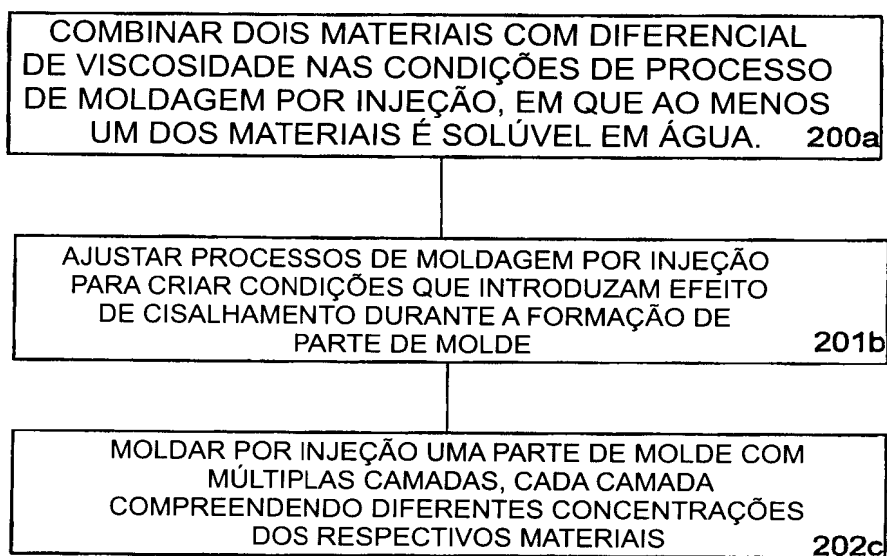 COMBINAR DOIS MATERIAIS COM DIFERENCIAL
DE VISCOSIDADE NAS CONDIÇÕES DE PROCESSO
DE MOLDAGEM POR INJEÇÃO, EM QUE AO MENOS
UM DOS MATERIAIS É SOLÚVEL EM ÁGUA. 200a
AJUSTAR PROCESSOS DE MOLDAGEM POR INJEÇÃO
PARA CRIAR CONDIÇÕES QUE INTRODUZAM EFEITO
DE CISALHAMENTO DURANTE A FORMAÇÃO DE
PARTE DE MOLDE 201b
MOLDAR POR INJEÇÃO UMA PARTE DE MOLDE COM
MÚLTIPLAS CAMADAS, CADA CAMADA
COMPREENDENDO DIFERENTES CONCENTRAÇÕES
DOS RESPECTIVOS MATERIAIS 202c